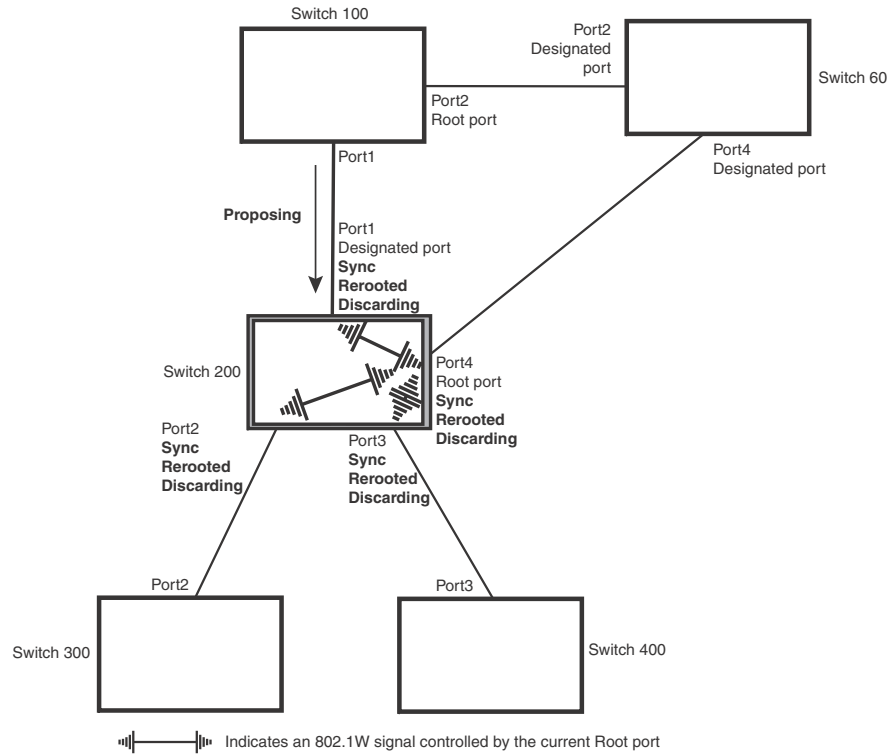 Switch 100
Port2
Designated
port
Switch 60
Port2
Root port
Port1
Port4
Designated port
Proposing
Port1
Designated port
Sync
Rerooted
Discarding
Switch 200
Port4
Root port
Sync
Rerooted
Discarding
Port2
Sync
Rerooted
Discarding
Port3
Sync
Rerooted
Discarding
Port2
Port3
Switch 300
Switch 400
Indicates an 802.1W signal controlled by the current Root port